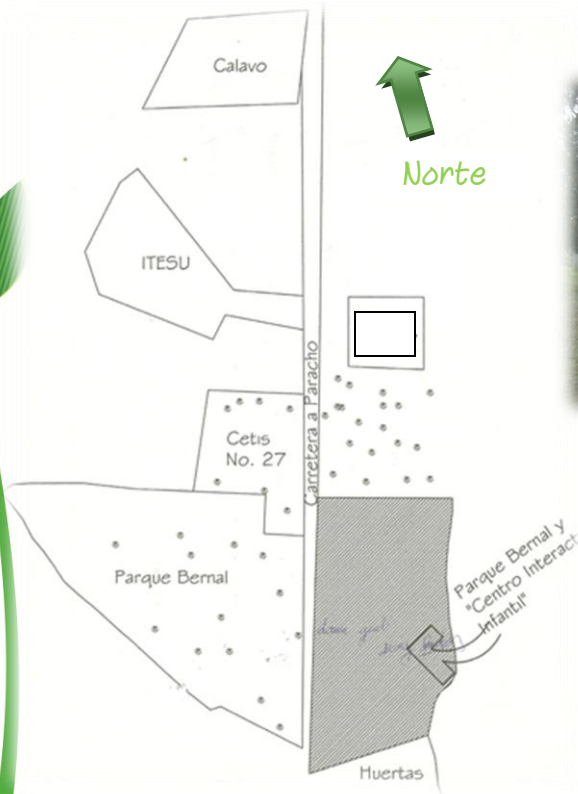 Calavo
Norte
ITESU
Carretera a Paracho
Cetis
No. 27
Parque Bernal
Parque Bernal y
"Centro Interact
Infantil"
Huertas